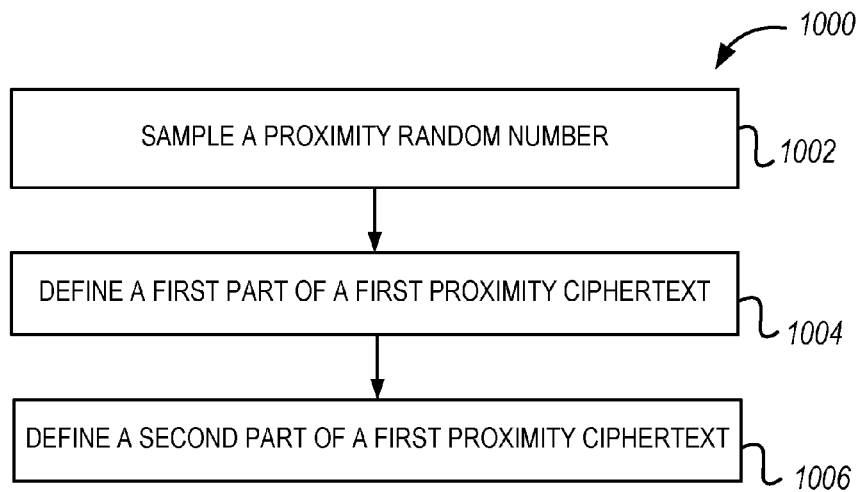 1000
SAMPLE A PROXIMITY RANDOM NUMBER
1002
DEFINE A FIRST PART OF A FIRST PROXIMITY CIPHERTEXT
1004
DEFINE A SECOND PART OF A FIRST PROXIMITY CIPHERTEXT
1006